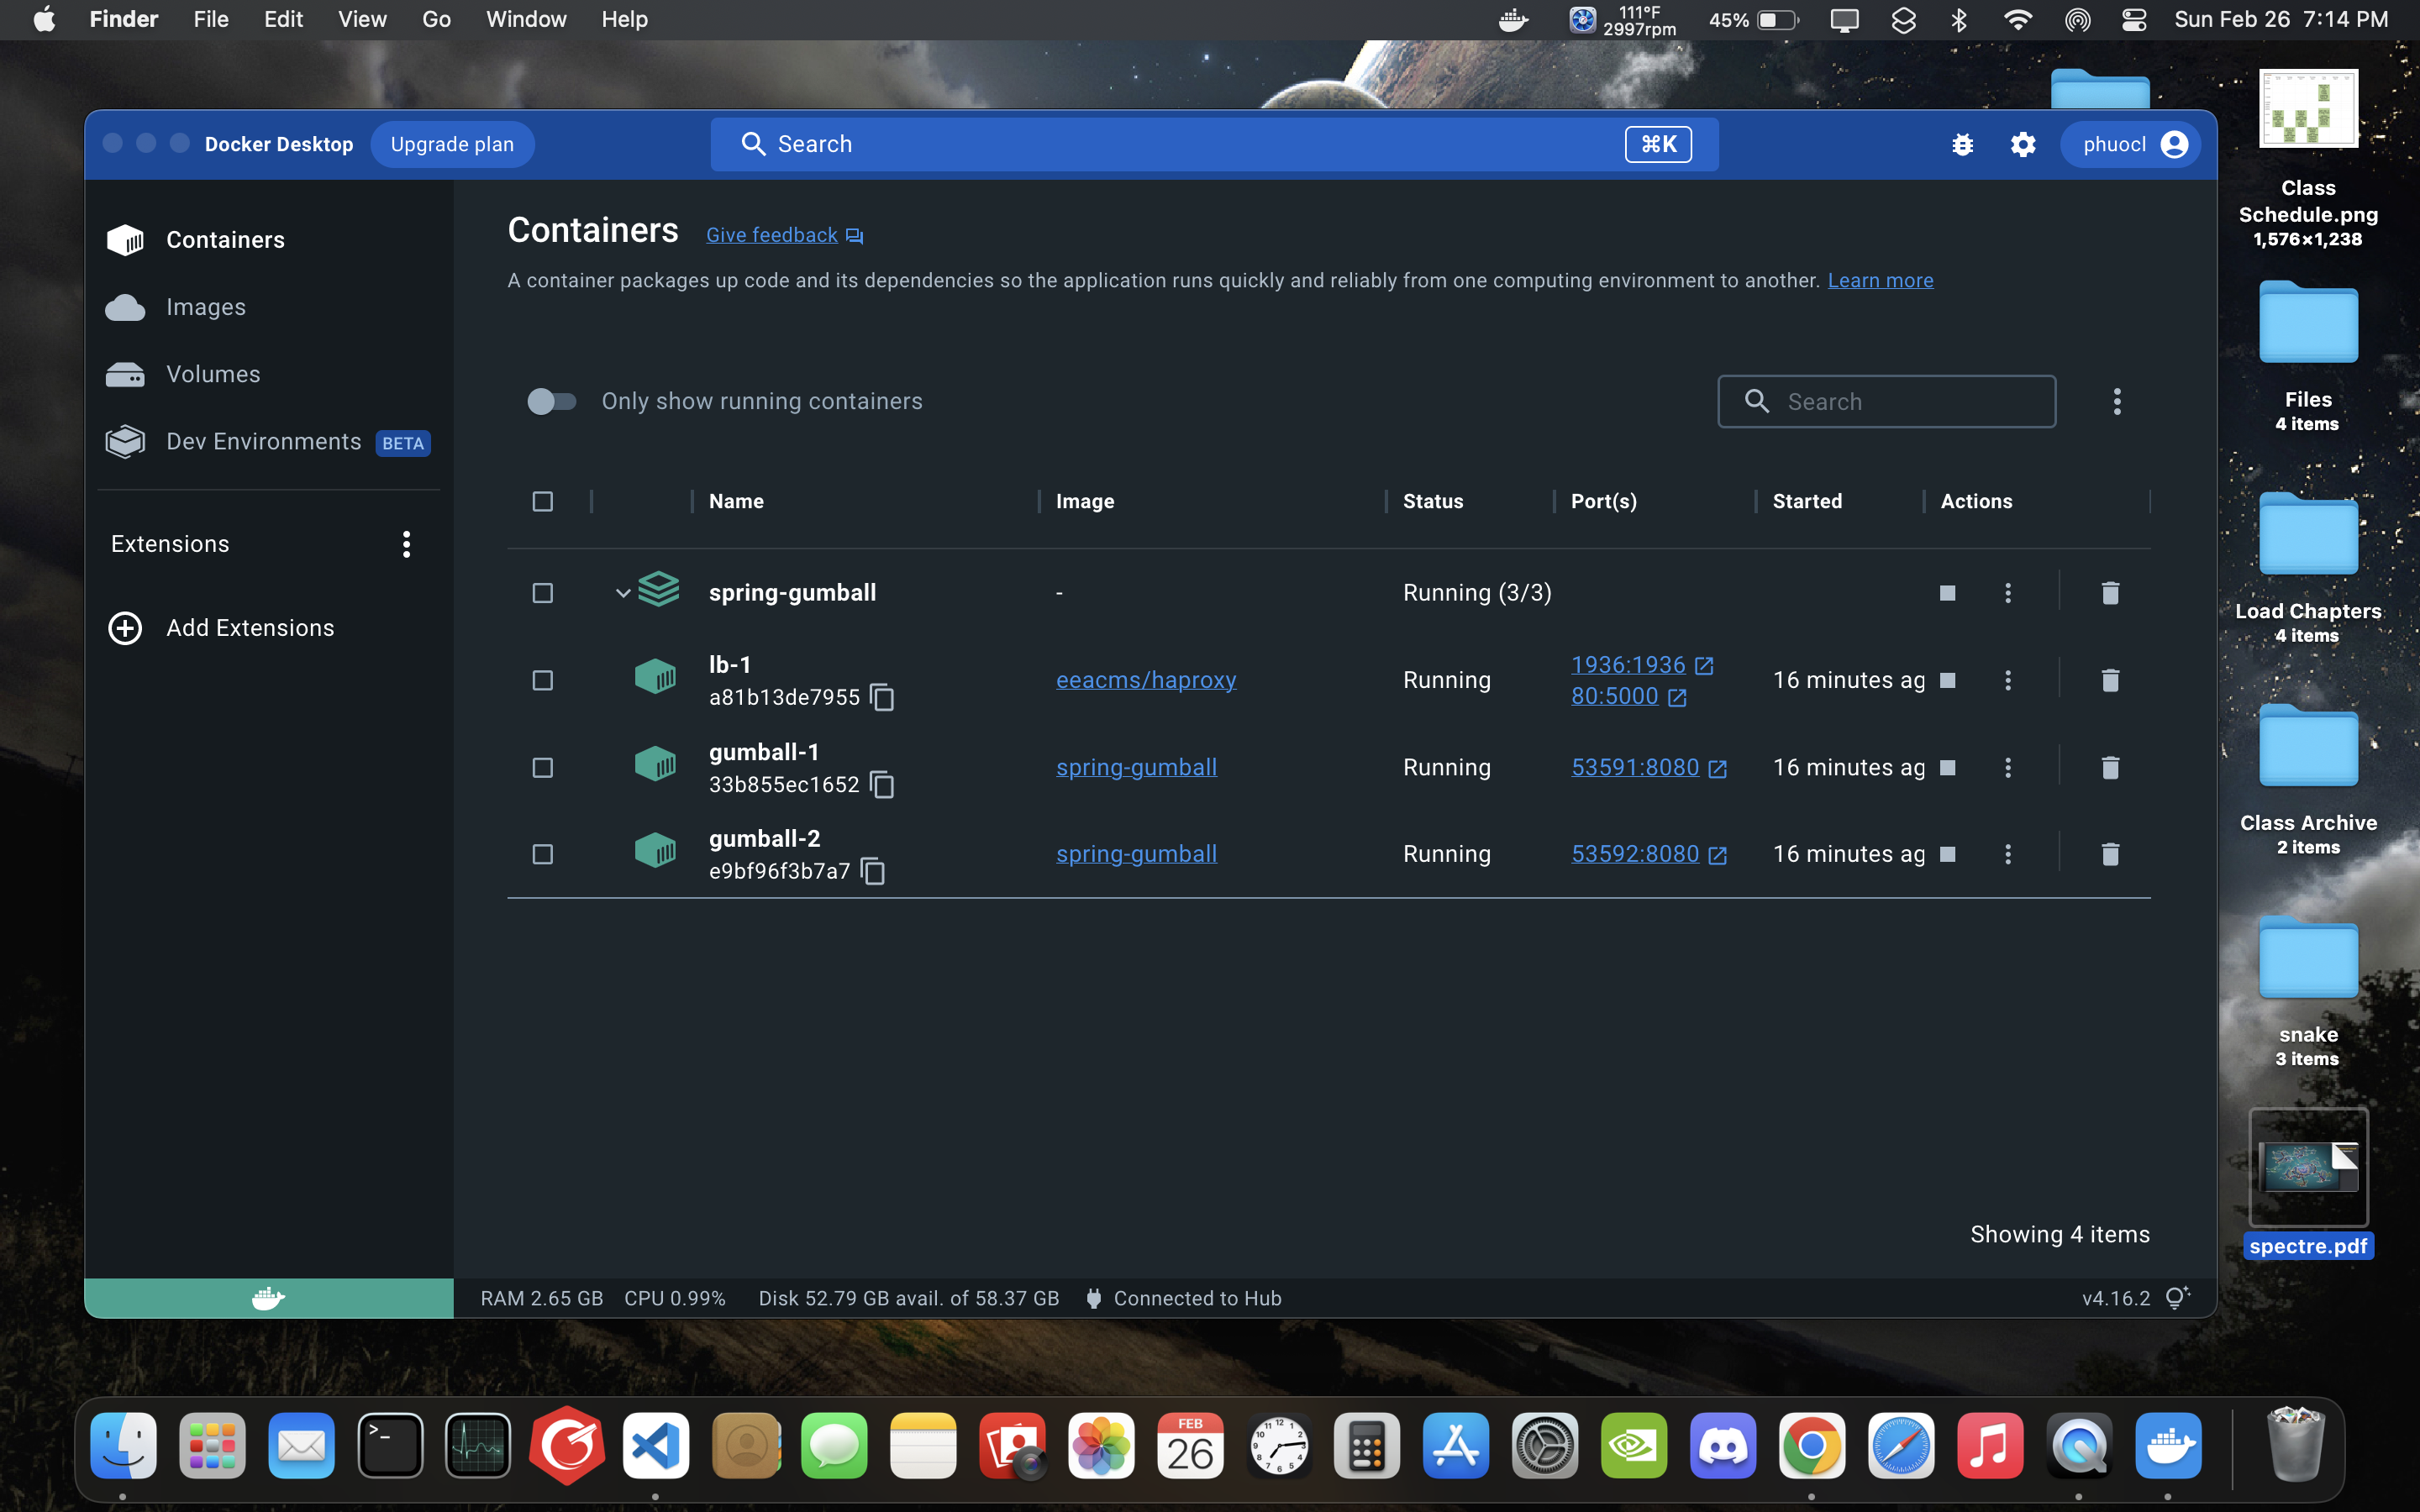 Finder File Edit View Go Window Help
111°F
2997rpm
45%
Sun Feb 26 7:14 PM
Docker Desktop
Upgrade plan
Search
⌘K
phuocl
Containers
Images
Volumes
Dev Environments BETA
Extensions
Add Extensions
Containers Give feedback
A container packages up code and its dependencies so the application runs quickly and reliably from one computing environment to another. Learn more
Only show running containers
Search
Name Image Status Port(s) Started Actions
spring-gumball - Running (3/3)
lb-1
a81b13de7955
eeacms/haproxy
Running
1936:1936
80:5000
16 minutes ag
gumball-1
33b855ec1652
spring-gumball
Running
53591:8080
16 minutes ag
gumball-2
e9bf96f3b7a7
spring-gumball
Running
53592:8080
16 minutes ag
Showing 4 items
RAM 2.65 GB CPU 0.99% Disk 52.79 GB avail. of 58.37 GB Connected to Hub
v4.16.2
Class
Schedule.png
1,576×1,238
Files
4 items
Load Chapters
4 items
Class Archive
2 items
snake
3 items
spectre.pdf
FEB
26